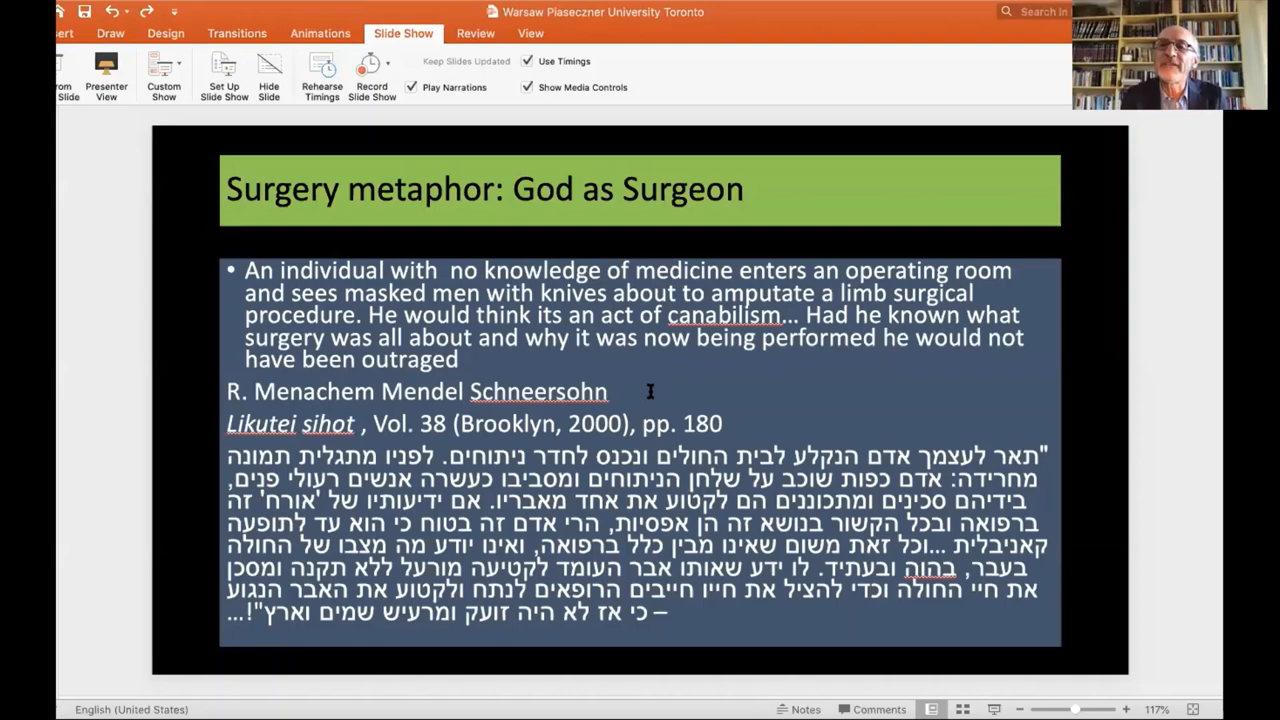 Warsaw Piaseczner University Toronto
Search in
sert Draw Design Transitions Animations Slide Show Review View
rom Slide
Presenter View
Custom Show
Set Up Slide Show
Hide Slide
Rehearse Timings
Record Slide Show
Keep Slides Updated
Play Narrations
Use Timings
Show Media Controls
Surgery metaphor: God as Surgeon
• An individual with no knowledge of medicine enters an operating room
and sees masked men with knives about to amputate a limb surgical
procedure. He would think its an act of canabilism... Had he known what
surgery was all about and why it was now being performed he would not
have been outraged
R. Menachem Mendel Schneersohn
Likutei sihot , Vol. 38 (Brooklyn, 2000), pp. 180
"תאר לעצמך אדם הנקלע לבית החולים ונכנס לחדר ניתוחים. לפניו מתגלית תמונה
מחרידה: אדם כפות שוכב על שלחן הניתוחים ומסביבו כעשרה אנשים רעולי פנים,
בידיהם סכינים ומתכוננים הם לקטוע את אחד מאבריו. אם ידיעותיו של 'אורח' זה
ברפואה ובכל הקשור בנושא זה הן אפסיות, הרי אדם זה בטוח כי הוא עד לתופעה
קאניבלית ...וכל זאת משום שאינו מבין כלל ברפואה, ואינו יודע מה מצבו של החולה
בעבר, בהוה ובעתיד. לו ידע שאותו אבר העומד לקטיעה מורעל ללא תקנה ומסכן
את חיי החולה וכדי להציל את חייו חייבים הרופאים לנתח ולקטוע את האבר הנגוע
– כי אז לא היה זועק ומרעיש שמים וארץ"!...
English (United States)
Notes
Comments
117%